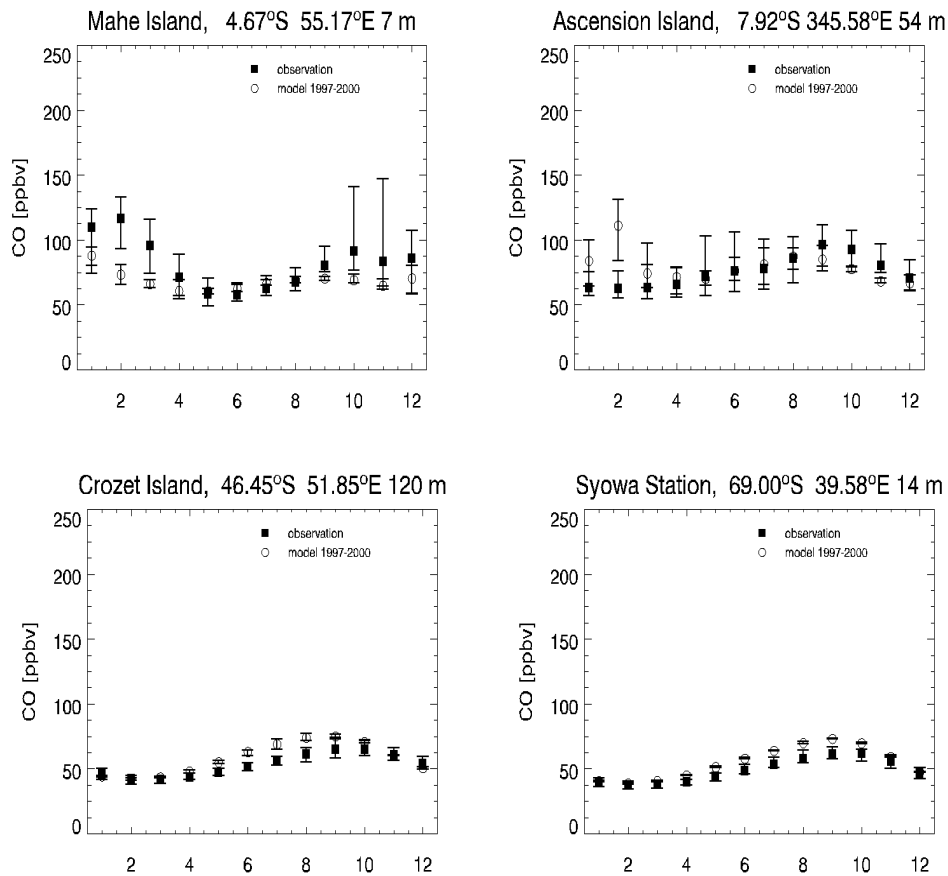 Mahe Island, 4.67°S 55.17°E 7 m
250
200
150
100
50
0
CO [ppbv]
observation
model 1997-2000
2 4 6 8 10 12
Ascension Island, 7.92°S 345.58°E 54 m
250
200
150
100
50
0
CO [ppbv]
observation
model 1997-2000
2 4 6 8 10 12
Crozet Island, 46.45°S 51.85°E 120 m
250
200
150
100
50
0
CO [ppbv]
observation
model 1997-2000
2 4 6 8 10 12
Syowa Station, 69.00°S 39.58°E 14 m
250
200
150
100
50
0
CO [ppbv]
observation
model 1997-2000
2 4 6 8 10 12